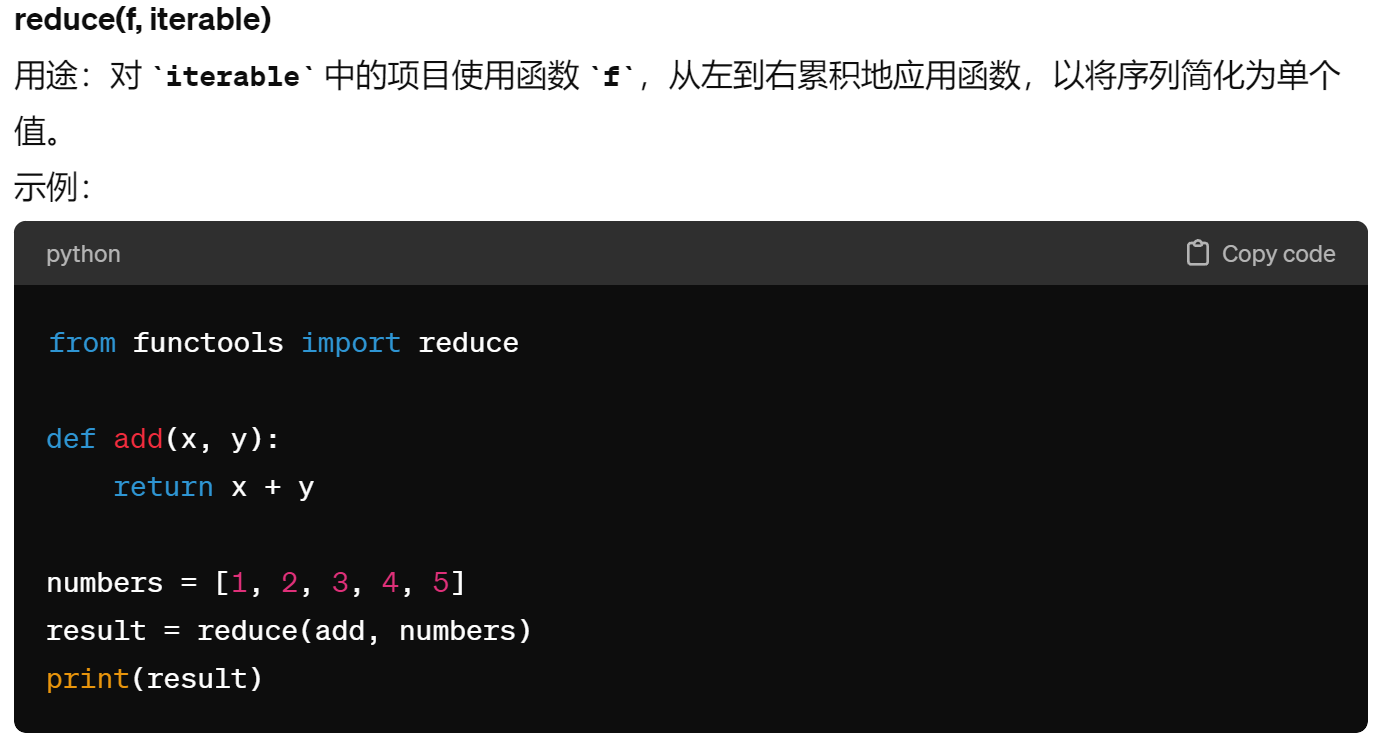 reduce(f, iterable)
用途：对 `iterable` 中的项目使用函数 `f`，从左到右累积地应用函数，以将序列简化为单个
值。
示例：
python Copy code
from functools import reduce
def add(x, y):
    return x + y
numbers = [1, 2, 3, 4, 5]
result = reduce(add, numbers)
print(result)